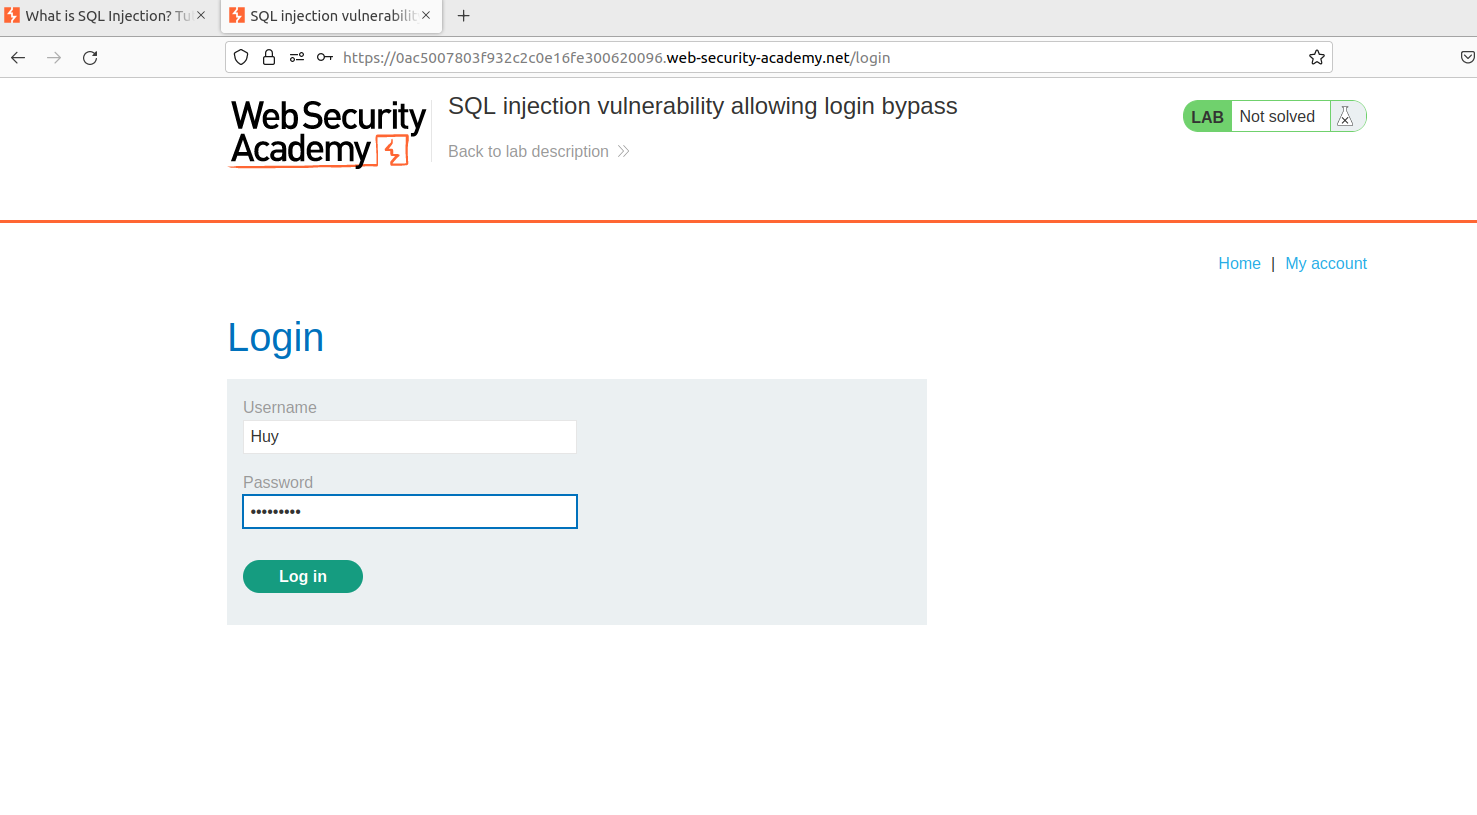 What is SQL Injection? Tu
SQL injection vulnerabilit
https://0ac5007803f932c2c0e16fe300620096.web-security-academy.net/login
Web Security
Academy
SQL injection vulnerability allowing login bypass
Back to lab description
LAB
Not solved
Home | My account
Login
Username
Huy
Password
•••••••••
Log in